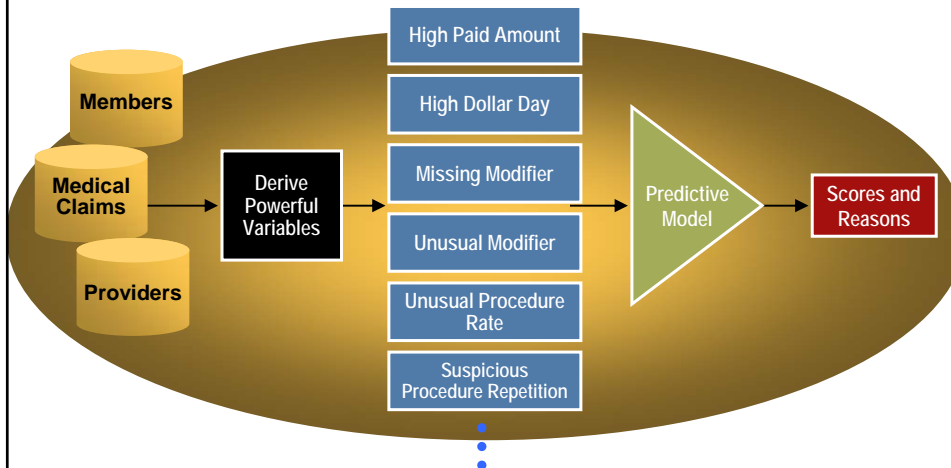 Members
Medical
Claims
Providers
Derive
Powerful
Variables
High Paid Amount
High Dollar Day
Missing Modifier
Unusual Modifier
Unusual Procedure
Rate
Suspicious
Procedure Repetition
Predictive
Model
Scores and
Reasons